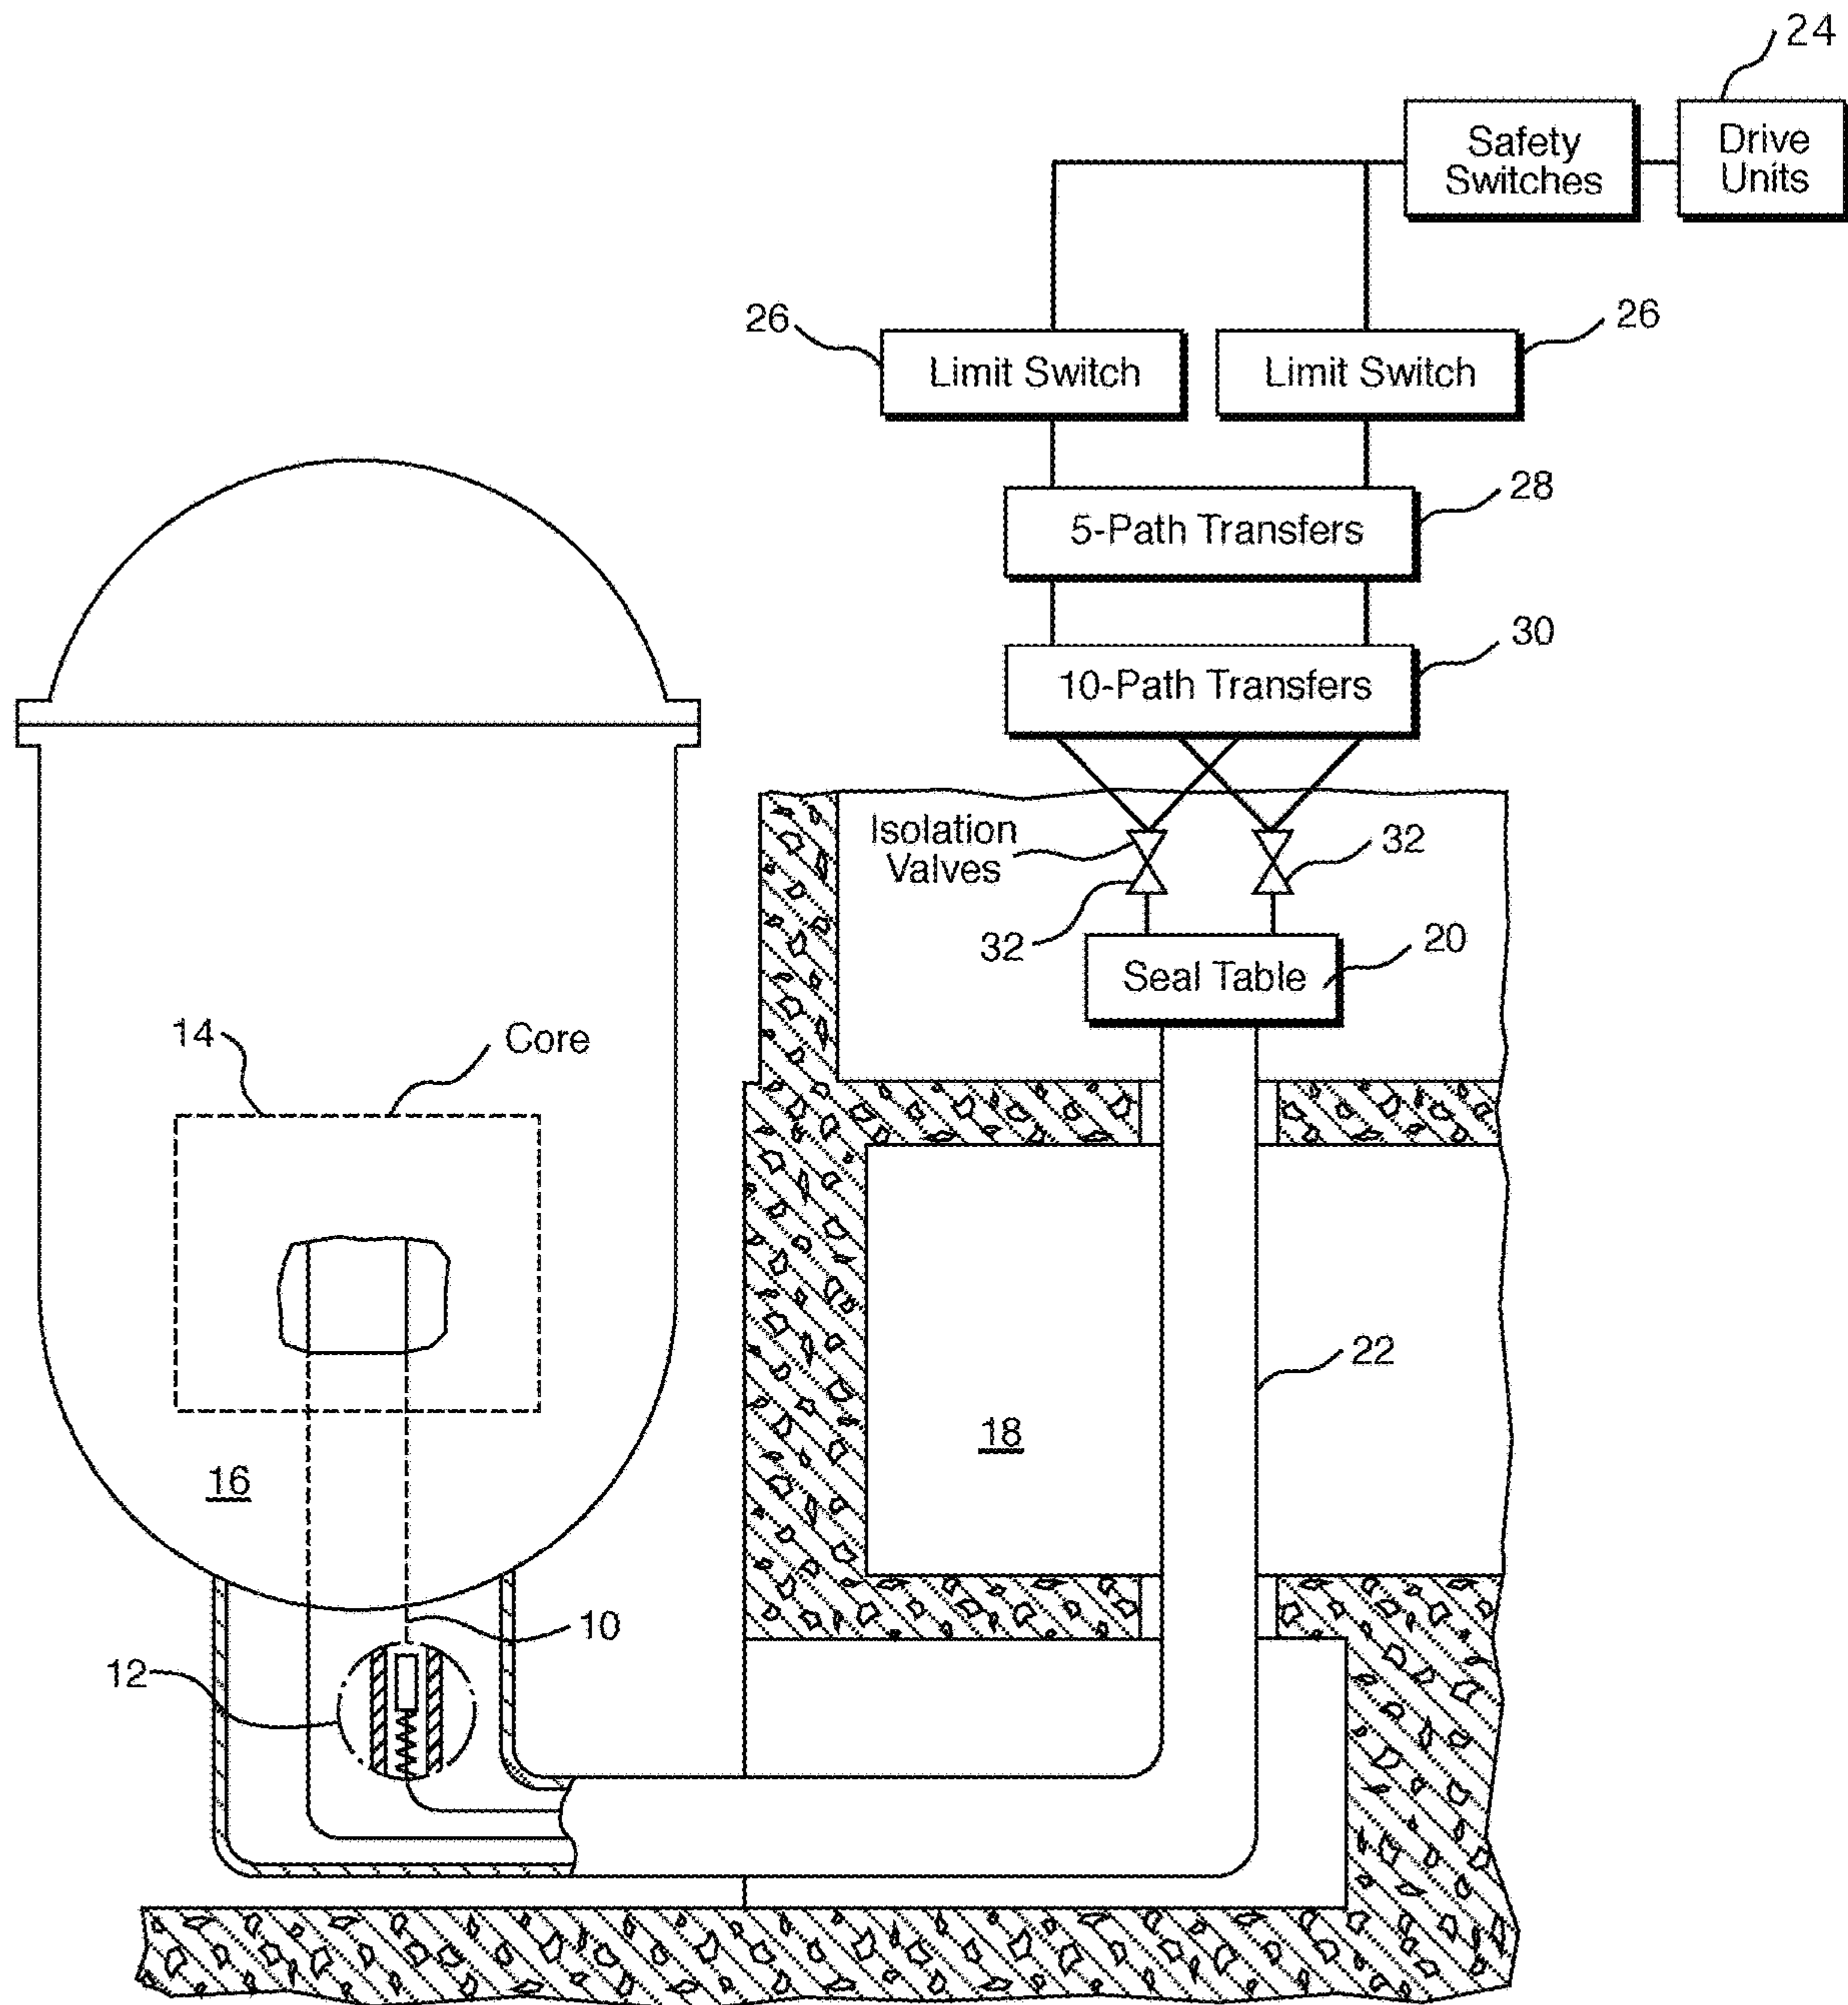 24
Safety
Switches
Drive
Units
26
Limit Switch
Limit Switch
26
28
5-Path Transfers
30
10-Path Transfers
Isolation
Valves
32
32
20
Seal Table
14
Core
22
18
16
10
12